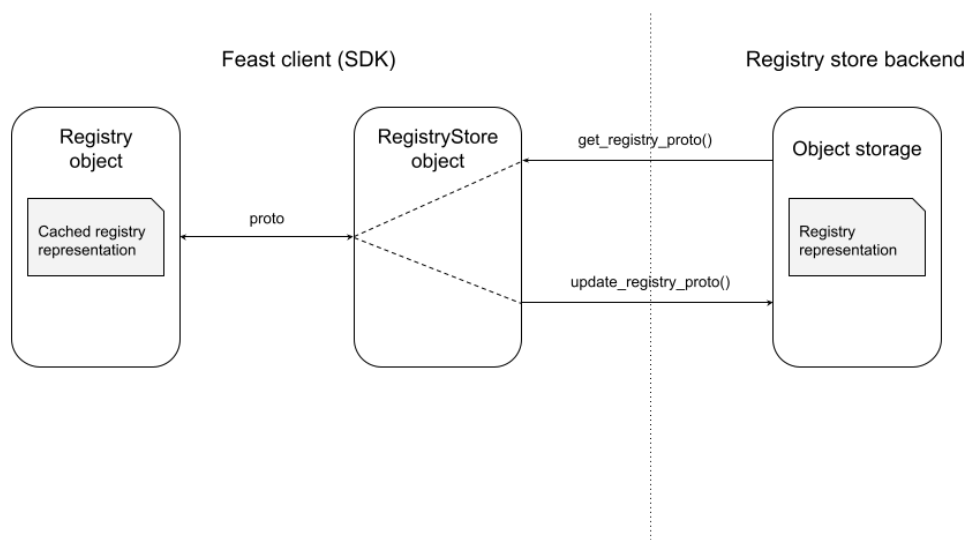 Feast client (SDK)
Registry store backend
Registry
object
Cached registry
representation
proto
RegistryStore
object
get_registry_proto()
update_registry_proto()
Object storage
Registry
representation